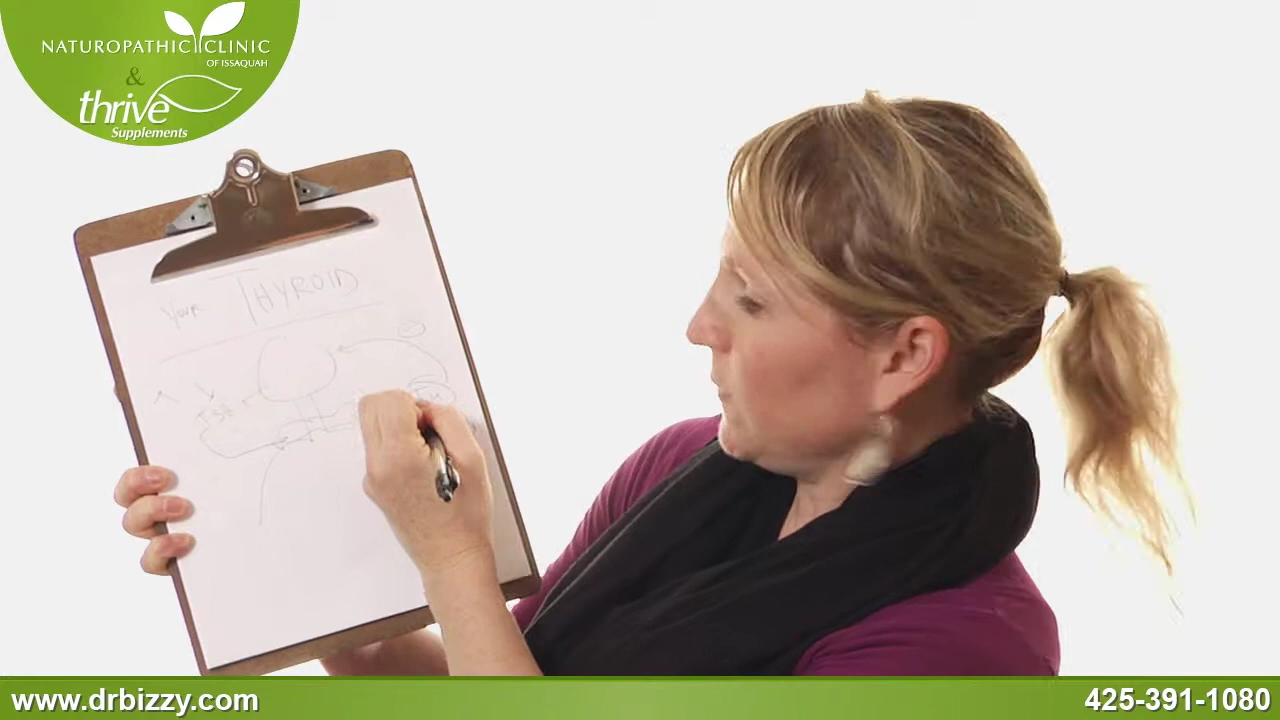 NATUROPATHIC CLINIC
OF ISSAQUAH
&
thrive
Supplements
Your THYROID
TSH
www.drbizzy.com
425-391-1080